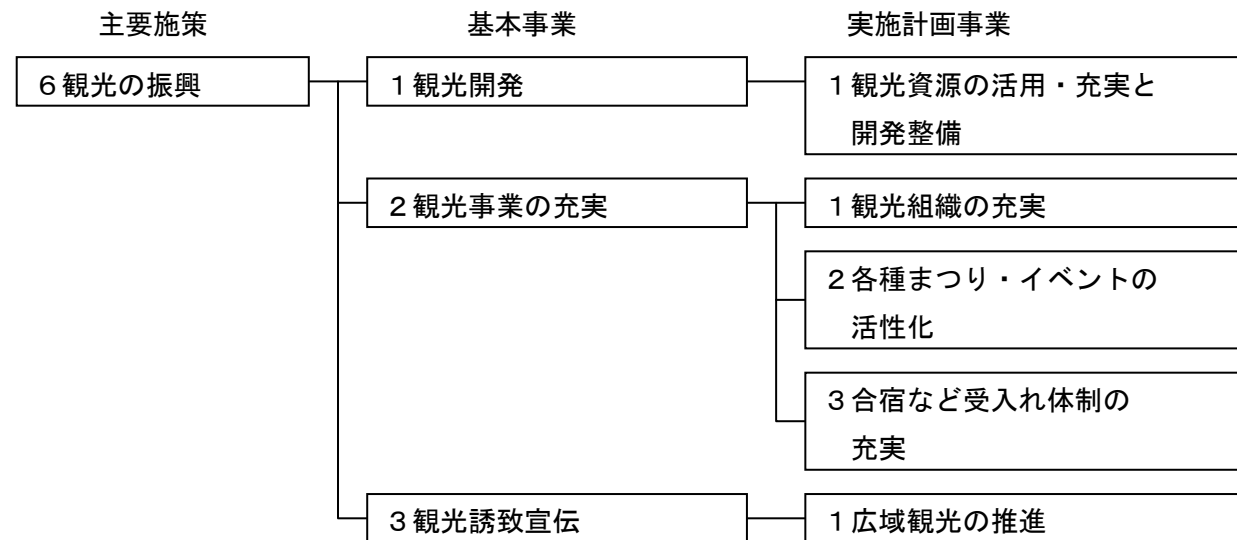 主要施策 基本事業 実施計画事業
６観光の振興 １観光開発 １観光資源の活用・充実と
開発整備
２観光事業の充実 １観光組織の充実
２各種まつり・イベントの
活性化
３合宿など受入れ体制の
充実
３観光誘致宣伝 １広域観光の推進